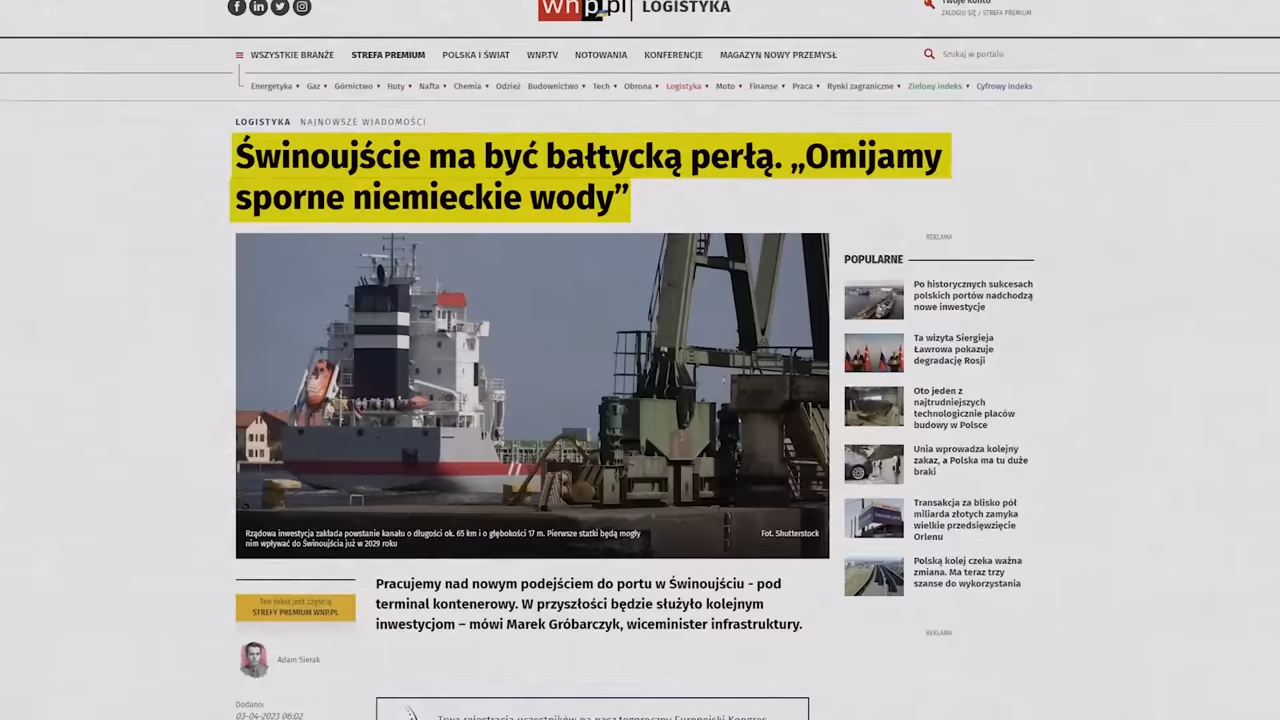 wnp.pl LOGISTYKA
Twoje konto
ZALOGUJ SIĘ / STREFA PREMIUM
WSZYSTKIE BRANŻE STREFA PREMIUM POLSKA I ŚWIAT WNP.TV NOTOWANIA KONFERENCJE MAGAZYN NOWY PRZEMYSŁ Szukaj w portalu
Energetyka Gaz Górnictwo Huty Nafta Chemia Odzież Budownictwo Tech Obrona Logistyka Moto Finanse Praca Rynki zagraniczne Zielony indeks Cyfrowy indeks
LOGISTYKA NAJNOWSZE WIADOMOŚCI
Świnoujście ma być bałtycką perłą. „Omijamy
sporne niemieckie wody”
Rządowa inwestycja zakłada powstanie kanału o długości ok. 65 km i o głębokości 17 m. Pierwsze statki będą mogły
nim wpływać do Świnoujścia już w 2029 roku
Fot. Shutterstock
REKLAMA
POPULARNE
Po historycznych sukcesach
polskich portów nadchodzą
nowe inwestycje
Ta wizyta Siergieja
Ławrowa pokazuje
degradację Rosji
Oto jeden z
najtrudniejszych
technologicznie placów
budowy w Polsce
Unia wprowadza kolejny
zakaz, a Polska ma tu duże
braki
Transakcja za blisko pół
miliarda złotych zamyka
wielkie przedsięwzięcie
Orlenu
Polską kolej czeka ważna
zmiana. Ma teraz trzy
szanse do wykorzystania
REKLAMA
Ten tekst jest częścią
STREFY PREMIUM WNP.PL
Pracujemy nad nowym podejściem do portu w Świnoujściu - pod
terminal kontenerowy. W przyszłości będzie służyło kolejnym
inwestycjom – mówi Marek Gróbarczyk, wiceminister infrastruktury.
Adam Sierak
Dodano:
03-04-2023 06:02
Trwa rejestracja uczestników na nasz tegoroczny Europejski Kongres